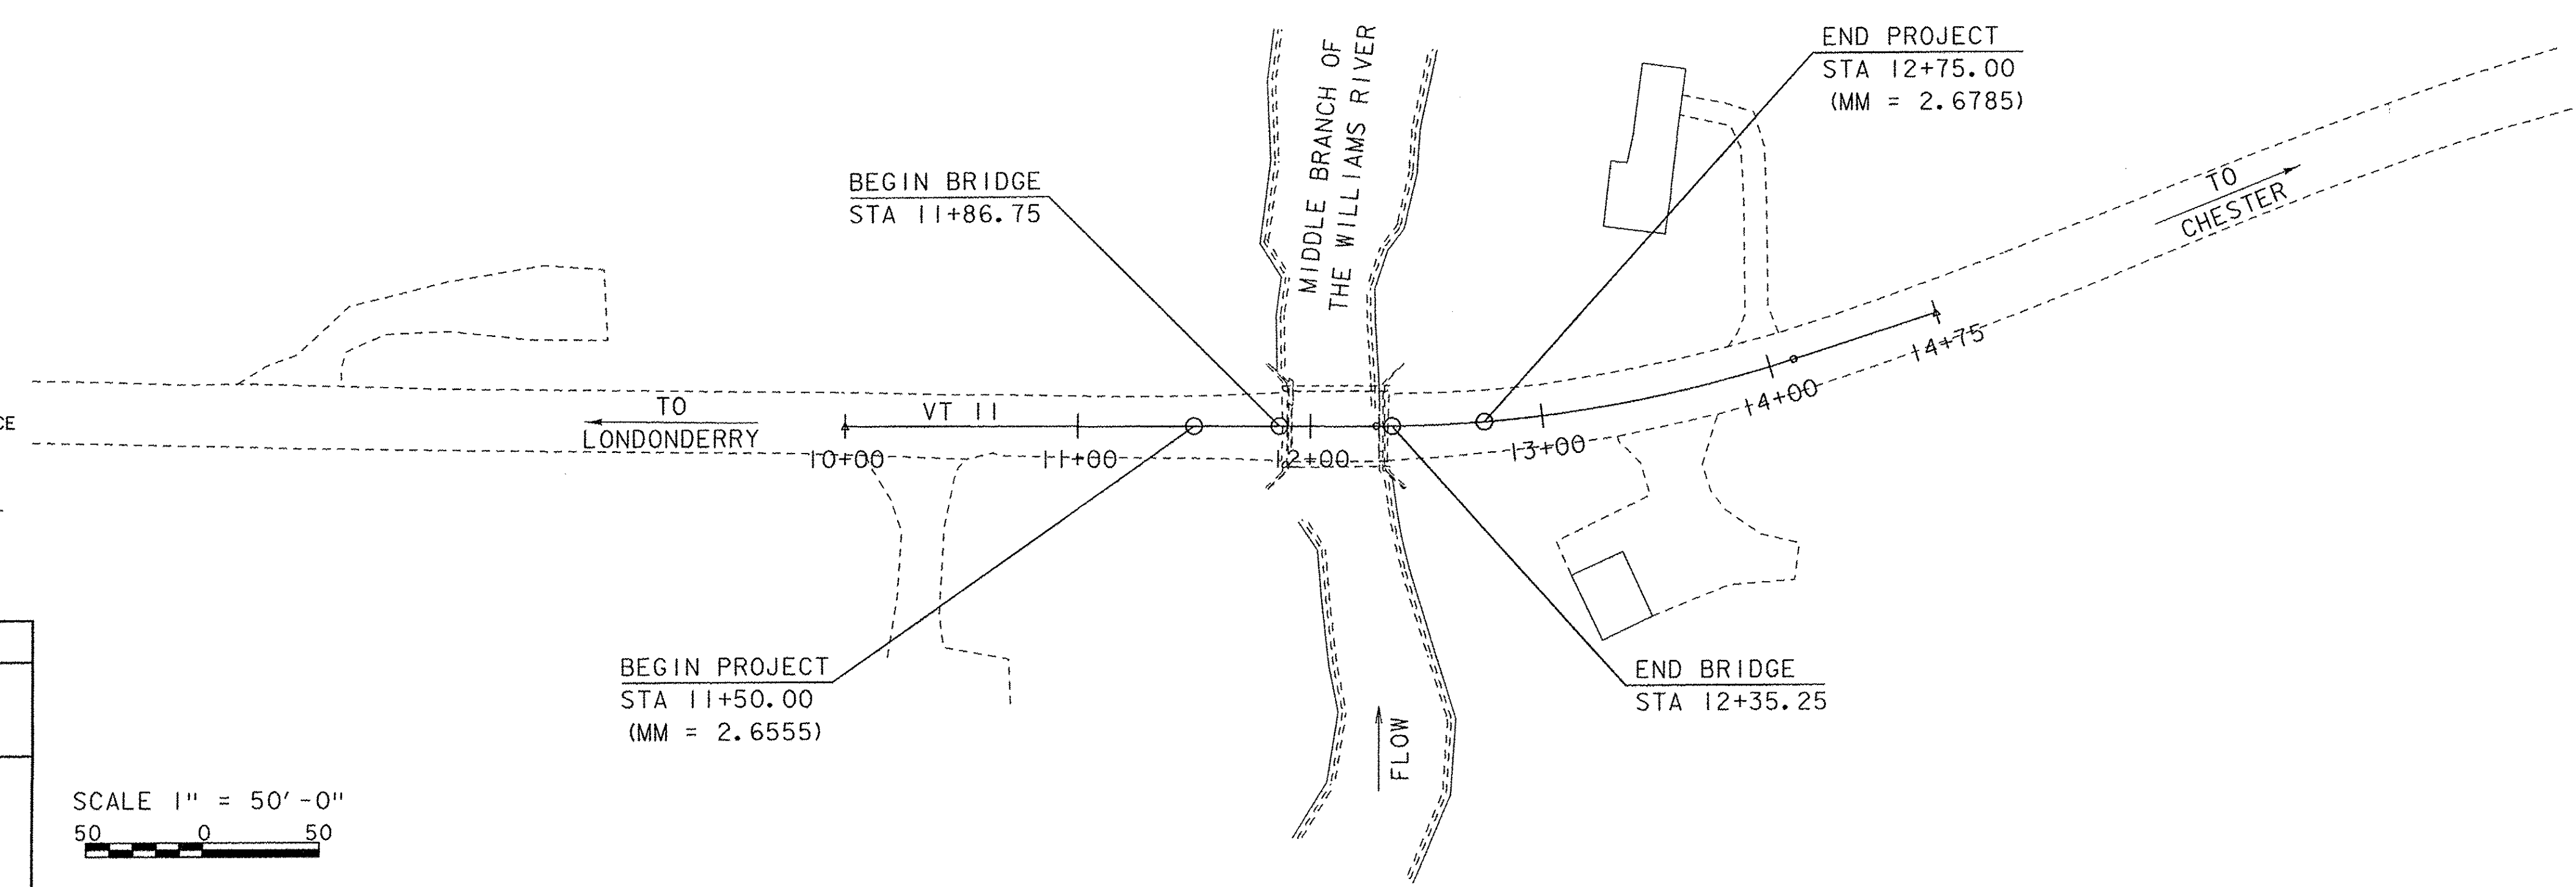 END PROJECT
STA 12+75.00
(MM = 2.6785)
MIDDLE BRANCH OF
THE WILLIAMS RIVER
BEGIN BRIDGE
STA 11+86.75
TO
CHESTER
TO
LONDONDERRY
VT 11
10+00
11+00
12+00
13+00
14+00
14+75
CE
BEGIN PROJECT
STA 11+50.00
(MM = 2.6555)
END BRIDGE
STA 12+35.25
FLOW
SCALE 1" = 50'-0"
50 0 50